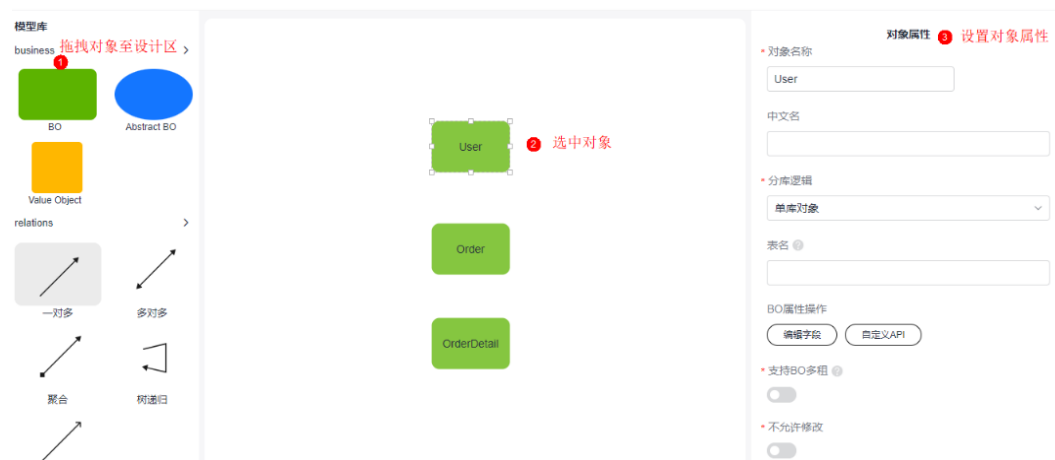 模型库
business
拖拽对象至设计区
1
BO
Abstract BO
Value Object
relations
一对多
多对多
聚合
树递归
User
2 选中对象
Order
OrderDetail
对象属性 3 设置对象属性
* 对象名称
User
中文名
* 分库逻辑
单库对象
表名 ?
BO属性操作
编辑字段 自定义API
* 支持BO多租 ?
* 不允许修改